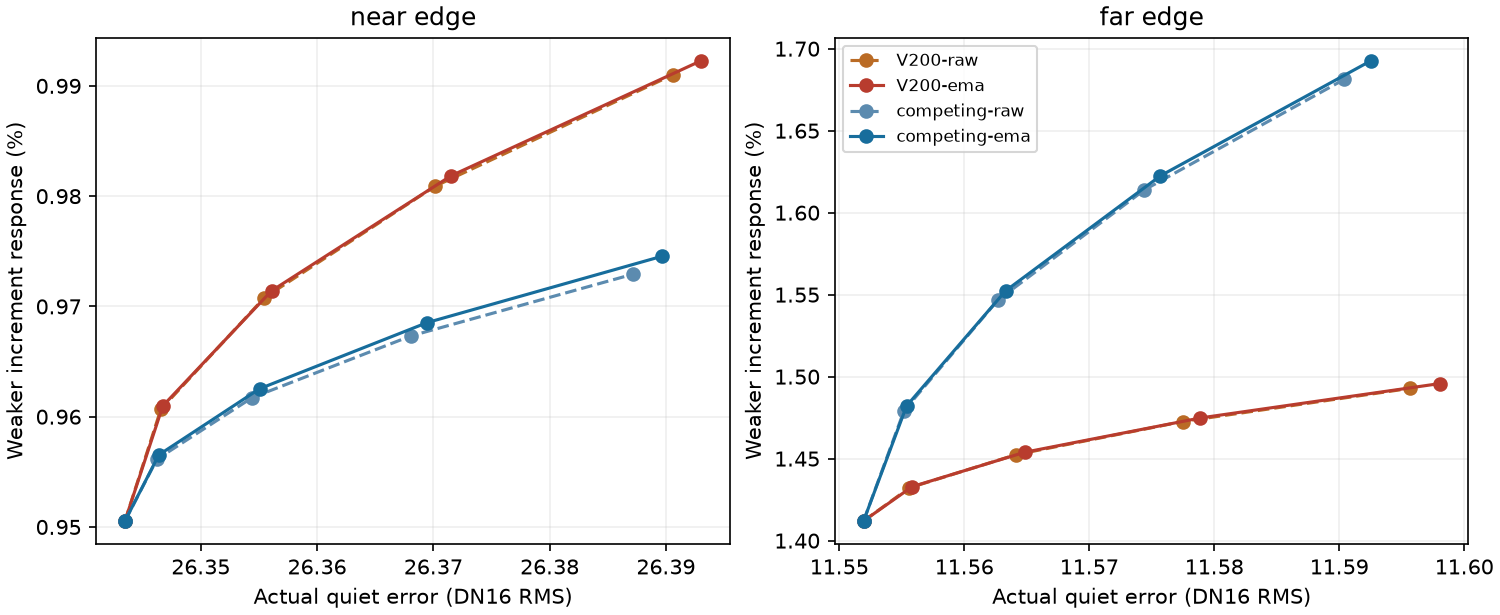 near edge
Weaker increment response (%)
0.99
0.98
0.97
0.96
0.95
26.35 26.36 26.37 26.38 26.39
Actual quiet error (DN16 RMS)
far edge
V200-raw
V200-ema
competing-raw
competing-ema
Weaker increment response (%)
1.70
1.65
1.60
1.55
1.50
1.45
1.40
11.55 11.56 11.57 11.58 11.59 11.60
Actual quiet error (DN16 RMS)